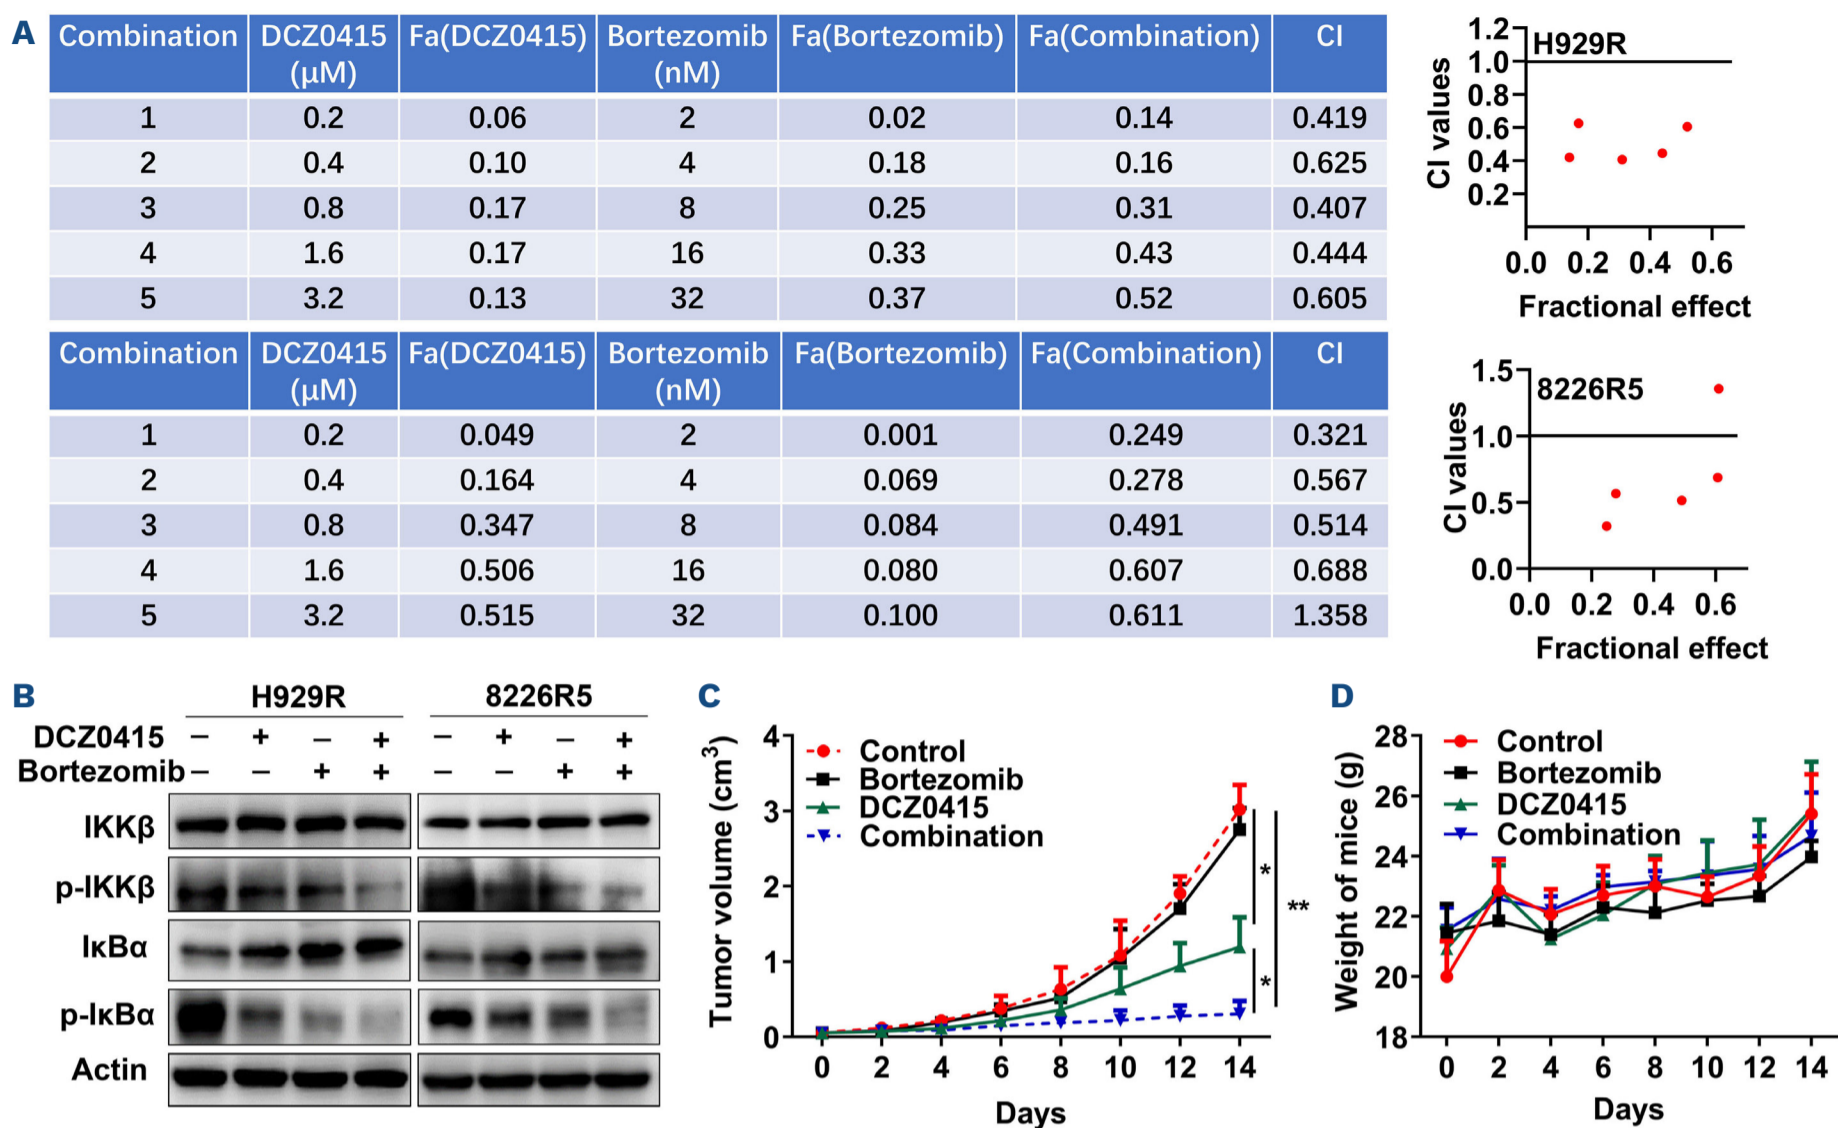 A
Combination DCZ0415 (μM) Fa(DCZ0415) Bortezomib (nM) Fa(Bortezomib) Fa(Combination) CI
1 0.2 0.06 2 0.02 0.14 0.419
2 0.4 0.10 4 0.18 0.16 0.625
3 0.8 0.17 8 0.25 0.31 0.407
4 1.6 0.17 16 0.33 0.43 0.444
5 3.2 0.13 32 0.37 0.52 0.605
Combination DCZ0415 (μM) Fa(DCZ0415) Bortezomib (nM) Fa(Bortezomib) Fa(Combination) CI
1 0.2 0.049 2 0.001 0.249 0.321
2 0.4 0.164 4 0.069 0.278 0.567
3 0.8 0.347 8 0.084 0.491 0.514
4 1.6 0.506 16 0.080 0.607 0.688
5 3.2 0.515 32 0.100 0.611 1.358
H929R
CI values
1.2
1.0
0.8
0.6
0.4
0.2
0.0 0.2 0.4 0.6
Fractional effect
8226R5
CI values
1.5
1.0
0.5
0.0
0.0 0.2 0.4 0.6
Fractional effect
B
H929R 8226R5
DCZ0415 – + – + – + – +
Bortezomib – – + + – – + +
IKKβ
p-IKKβ
IκBα
p-IκBα
Actin
C
Tumor volume (cm3)
4
3
2
1
0
Control
Bortezomib
DCZ0415
Combination
*
**
*
0 2 4 6 8 10 12 14
Days
D
Weight of mice (g)
28
26
24
22
20
18
Control
Bortezomib
DCZ0415
Combination
0 2 4 6 8 10 12 14
Days